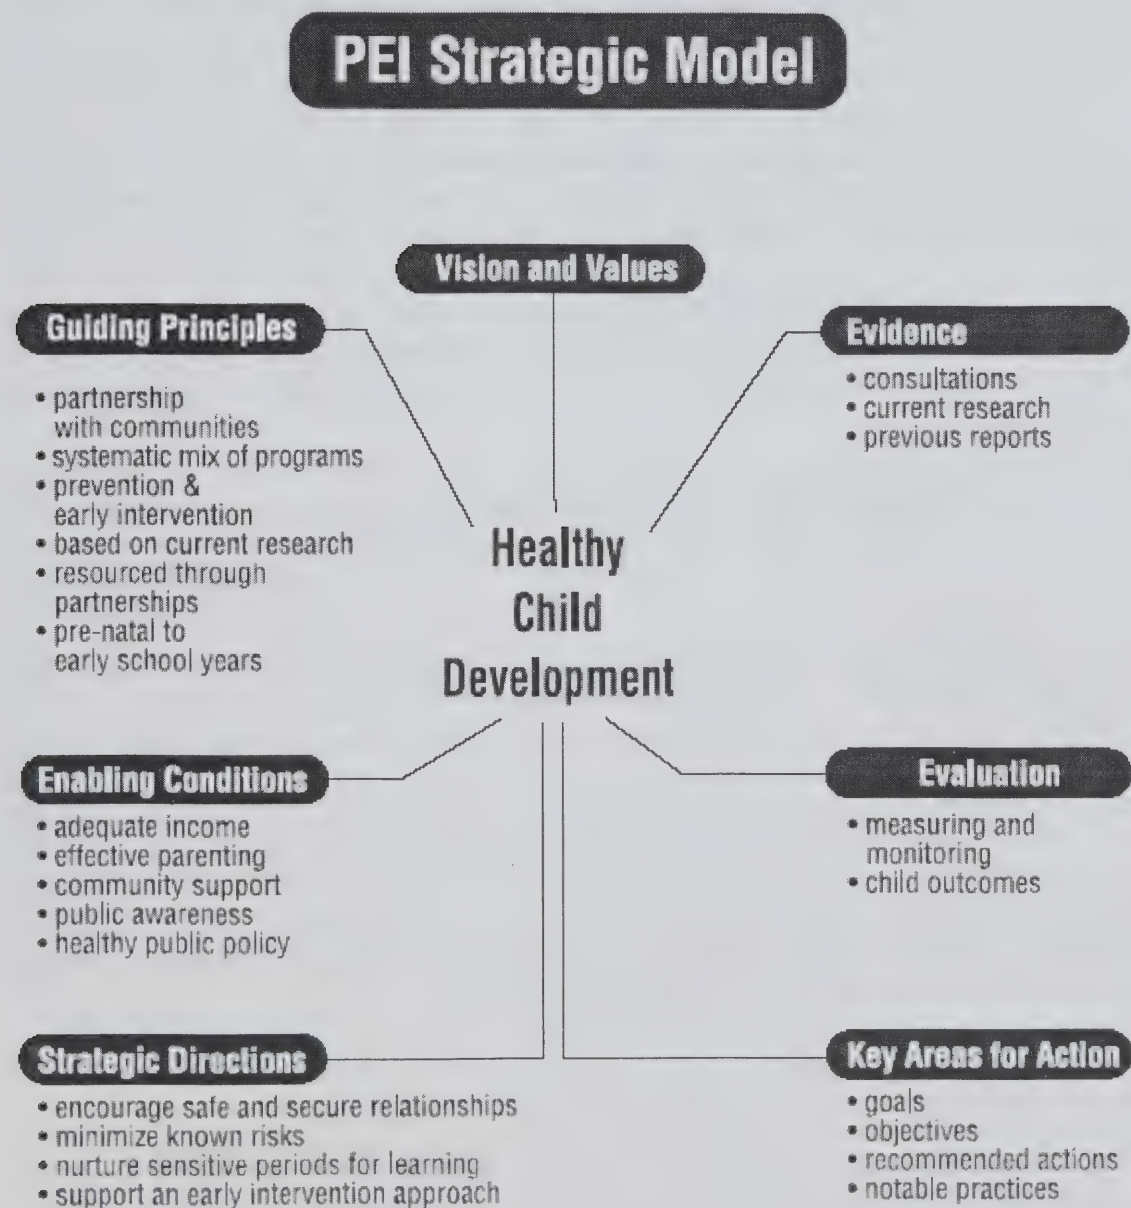 PEI Strategic Model
Vision and Values
Guiding Principles
• partnership
with communities
• systematic mix of programs
• prevention &
early intervention
• based on current research
• resourced through
partnerships
• pre-natal to
early school years
Evidence
• consultations
• current research
• previous reports
Healthy
Child
Development
Enabling Conditions
• adequate income
• effective parenting
• community support
• public awareness
• healthy public policy
Evaluation
• measuring and
monitoring
• child outcomes
Strategic Directions
• encourage safe and secure relationships
• minimize known risks
• nurture sensitive periods for learning
• support an early intervention approach
Key Areas for Action
• goals
• objectives
• recommended actions
• notable practices